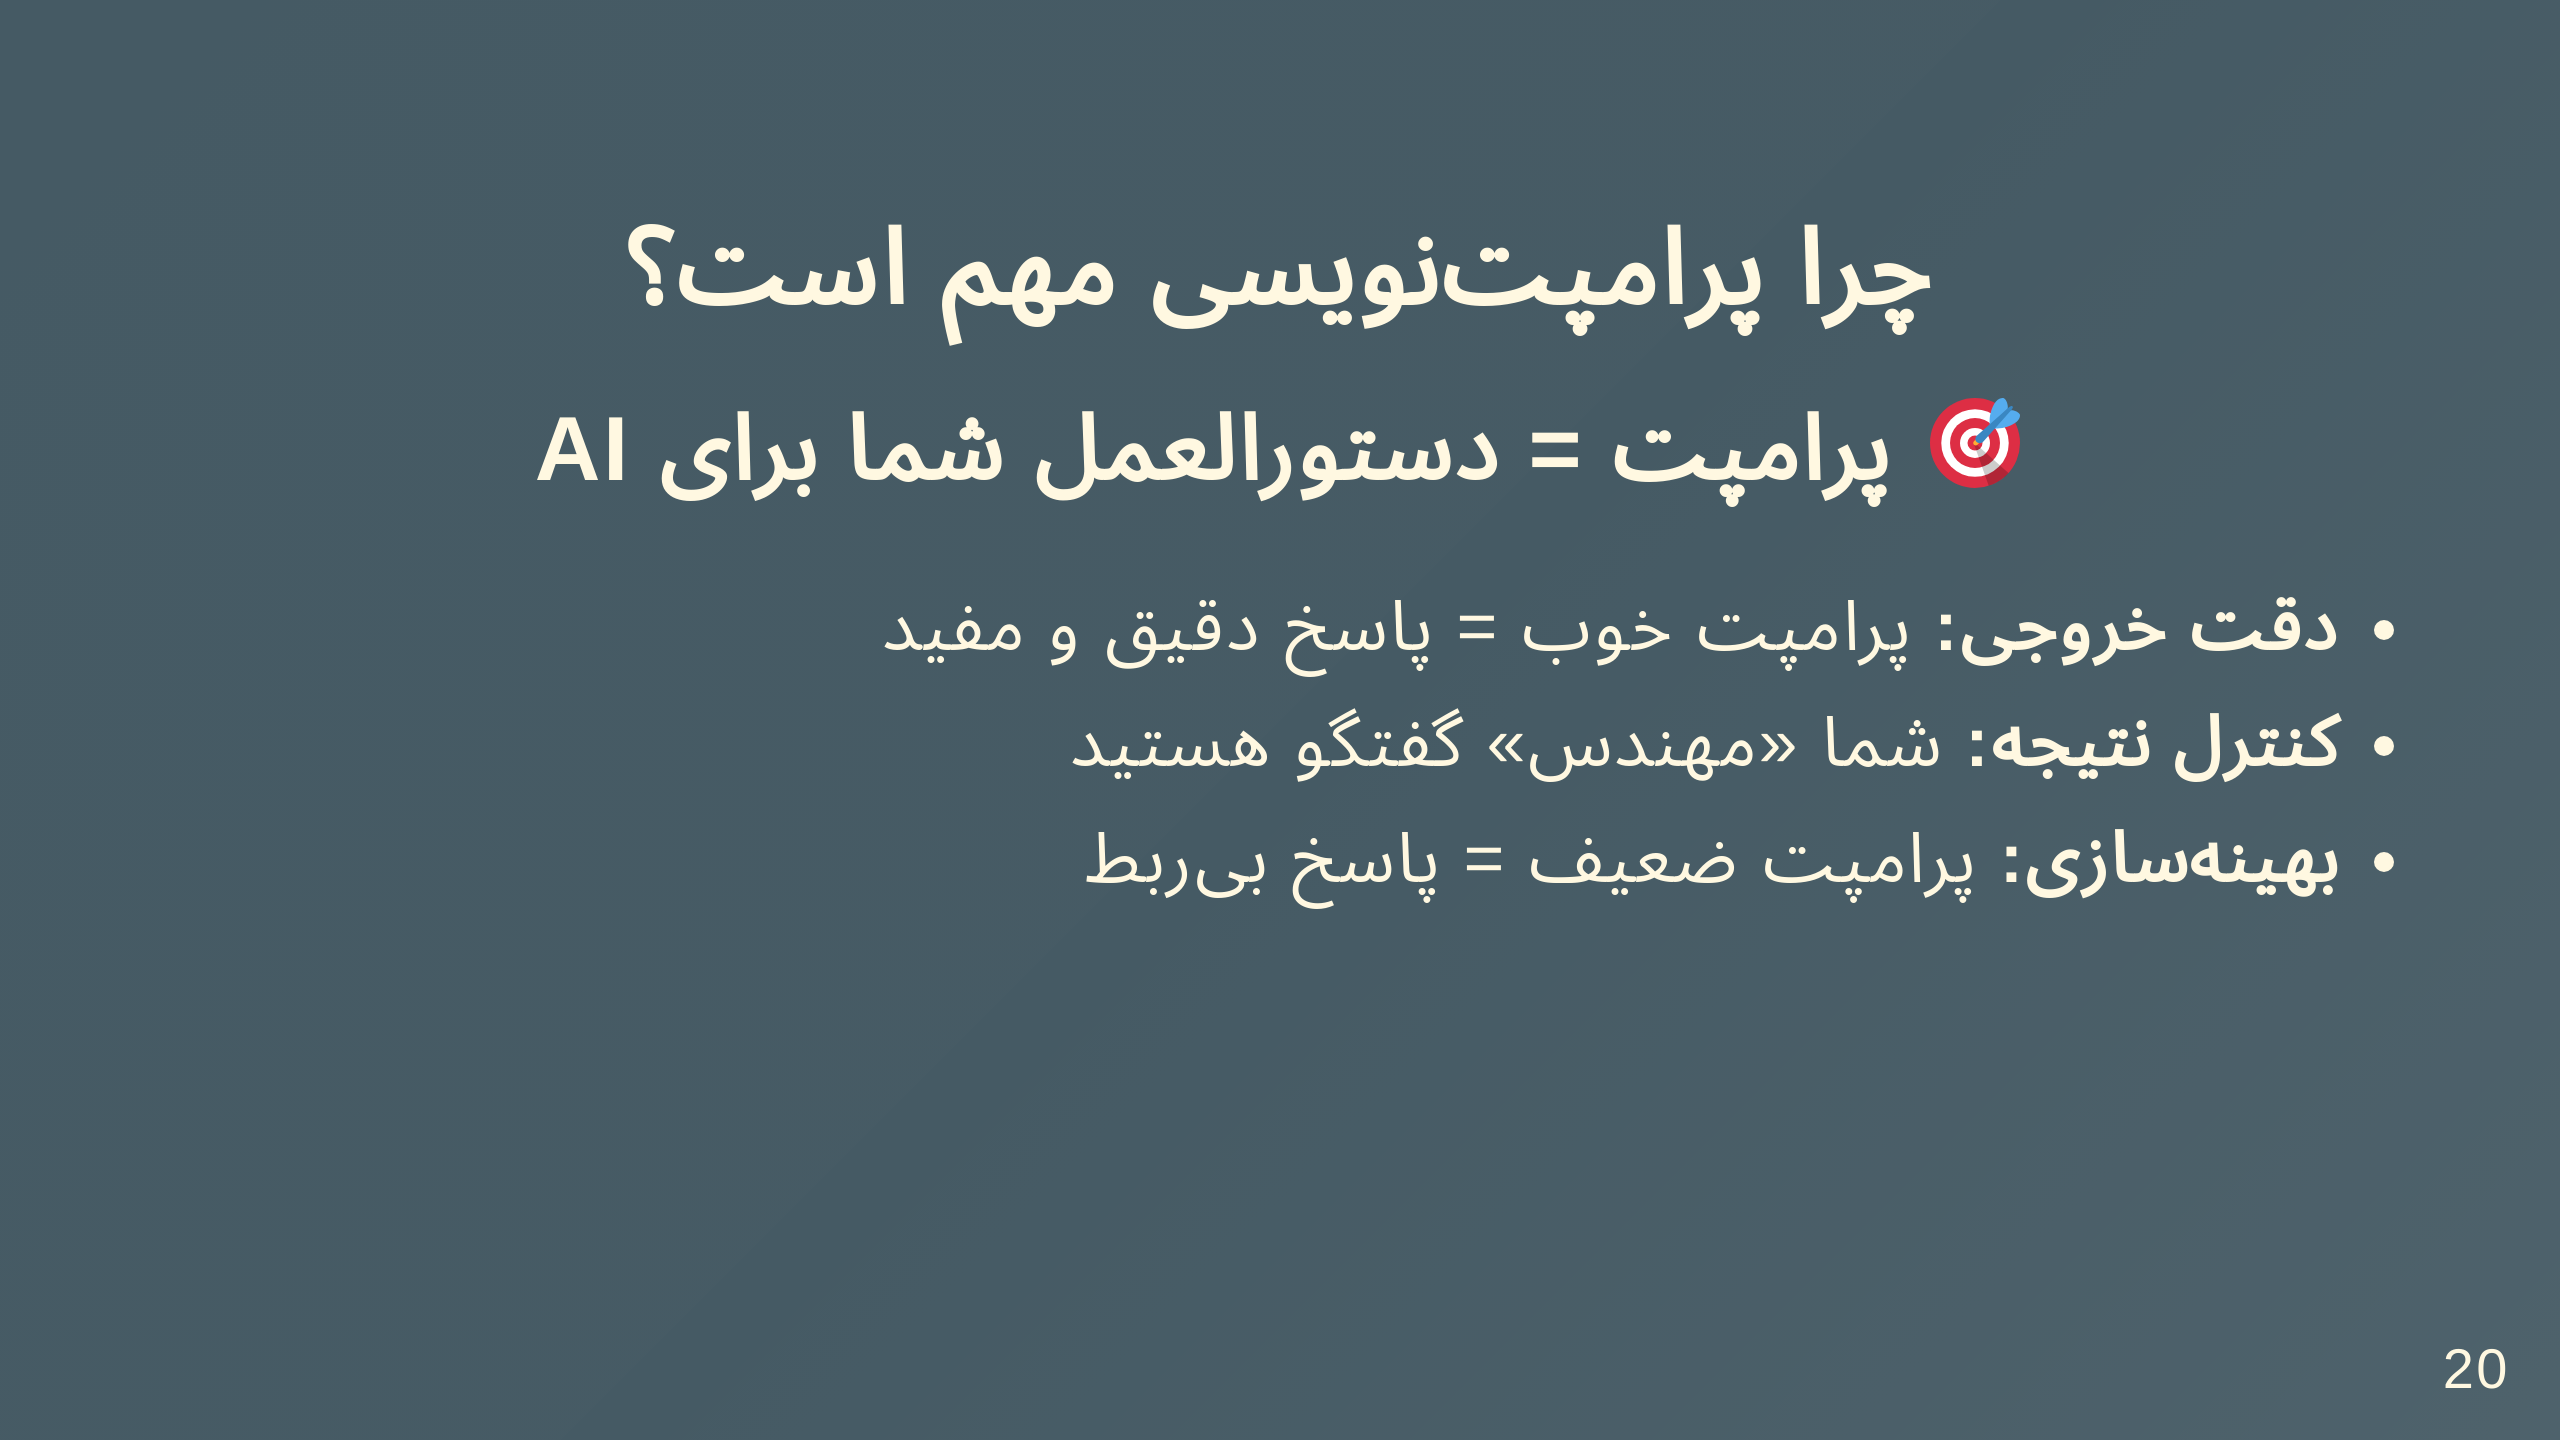 چرا پرامپت‌نویسی مهم است؟
🎯 پرامپت = دستورالعمل شما برای AI
• دقت خروجی: پرامپت خوب = پاسخ دقیق و مفید
• کنترل نتیجه: شما «مهندس» گفتگو هستید
• بهینه‌سازی: پرامپت ضعیف = پاسخ بی‌ربط
20